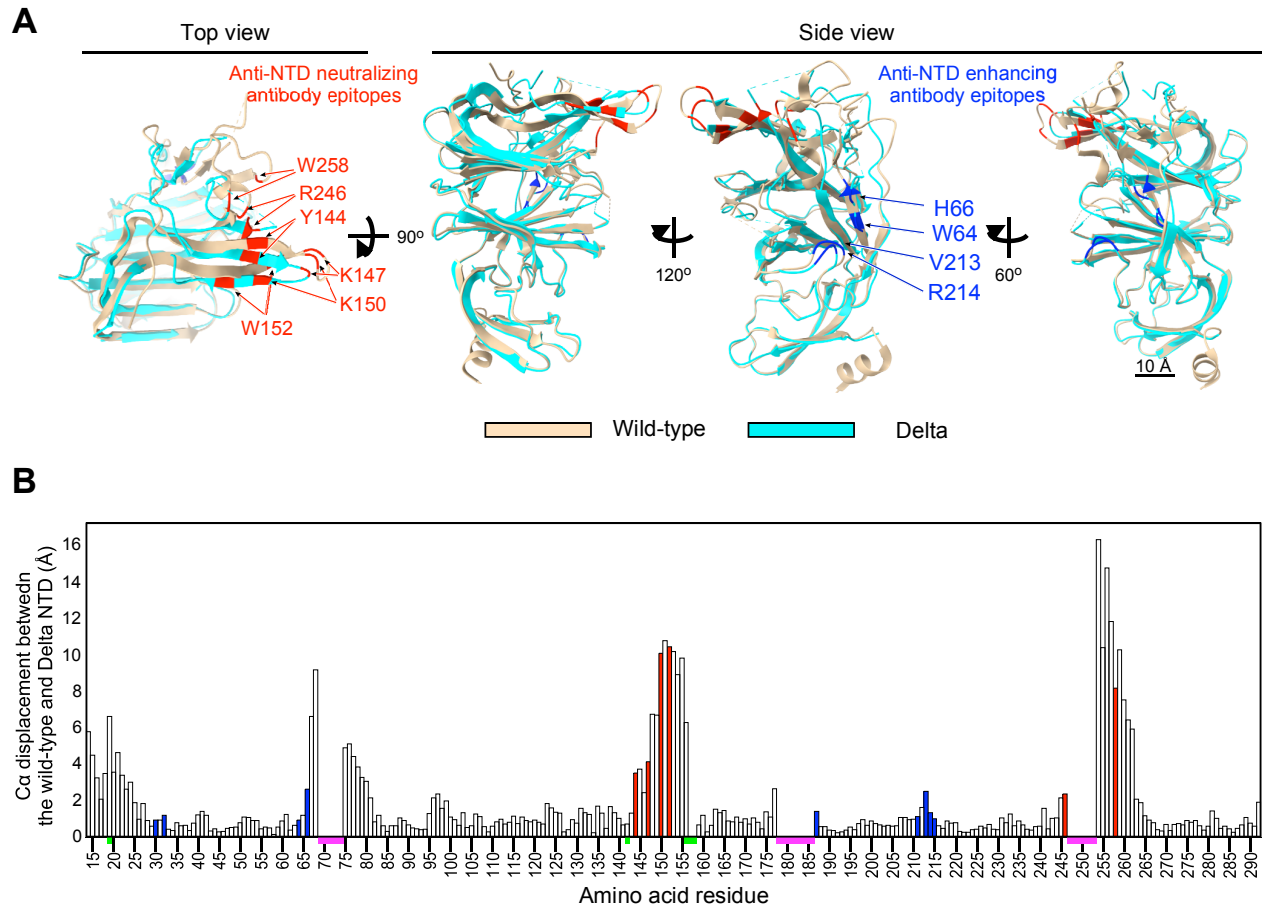 A
Top view
Side view
Anti-NTD neutralizing
antibody epitopes
Anti-NTD enhancing
antibody epitopes
W258
R246
Y144
K147
K150
W152
90º
120º
60º
H66
W64
V213
R214
10 Å
Wild-type
Delta
B
Cα displacement betwedn
the wild-type and Delta NTD (Å)
16
14
12
10
8
6
4
2
0
15 20 25 30 35 40 45 50 55 60 65 70 75 80 85 90 95 100 105 110 115 120 125 130 135 140 145 150 155 160 165 170 175 180 185 190 195 200 205 210 215 220 225 230 235 240 245 250 255 260 265 270 275 280 285 290
Amino acid residue